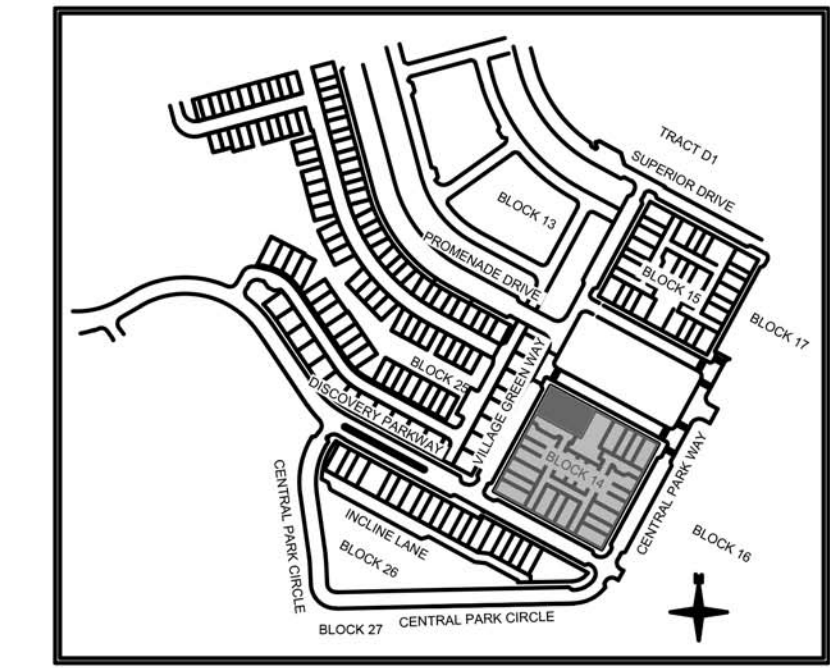 TRACT D1
SUPERIOR DRIVE
BLOCK 13
PROMENADE DRIVE
BLOCK 15
BLOCK 17
BLOCK 25
VILLAGE GREEN WAY
DISCOVERY PARKWAY
BLOCK 14
CENTRAL PARK WAY
CENTRAL PARK CIRCLE
INCLINE LANE
BLOCK 26
BLOCK 16
CENTRAL PARK CIRCLE
BLOCK 27
N